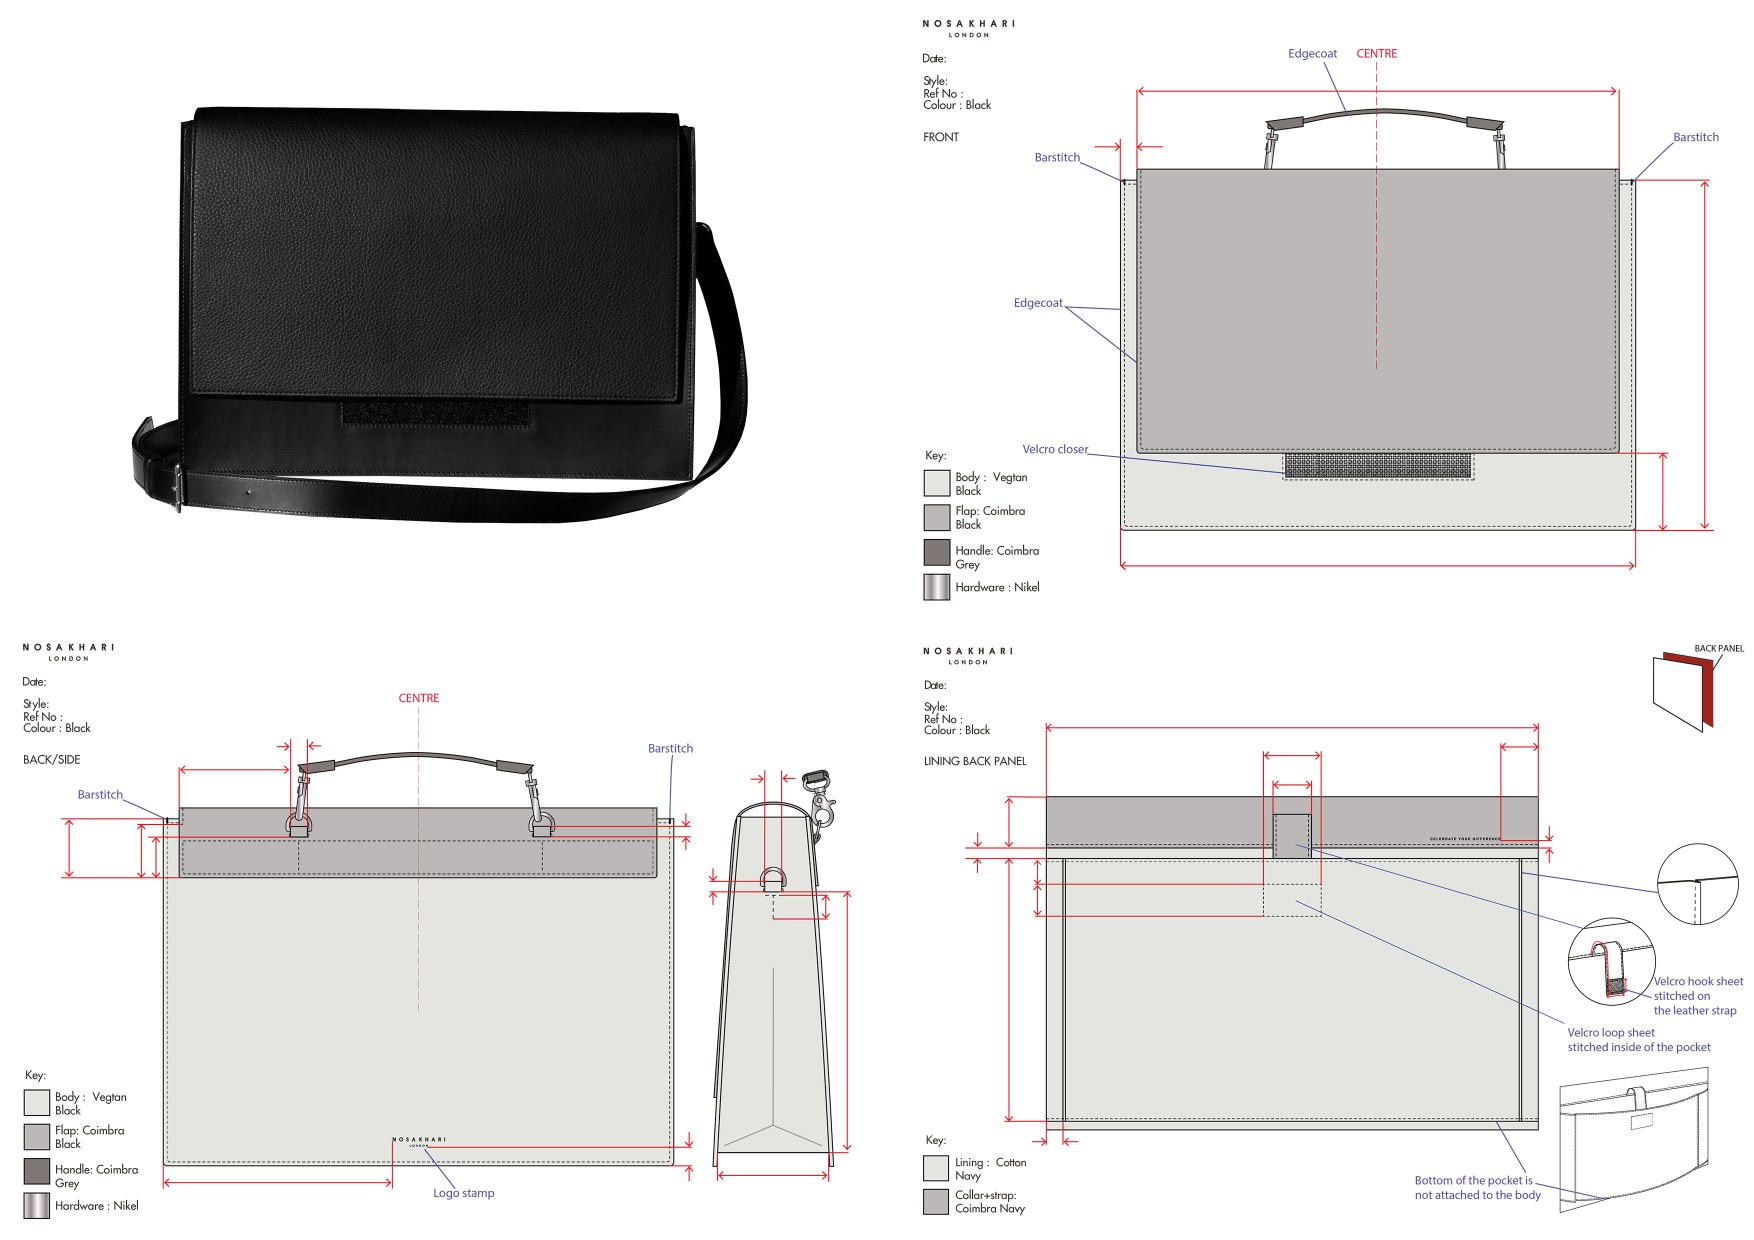 NOSAKHARI
LONDON
Date:
Style:
Ref No :
Colour : Black
FRONT
Edgecoat
CENTRE
Barstitch
Barstitch
Edgecoat
Velcro closer
Key:
Body : Vegtan
Black
Flap: Coimbra
Black
Handle: Coimbra
Grey
Hardware : Nikel
NOSAKHARI
LONDON
Date:
Style:
Ref No :
Colour : Black
BACK/SIDE
CENTRE
Barstitch
Barstitch
Key:
Body : Vegtan
Black
Flap: Coimbra
Black
Handle: Coimbra
Grey
Hardware : Nikel
NOSAKHARI
LONDON
Logo stamp
NOSAKHARI
LONDON
Date:
Style:
Ref No :
Colour : Black
LINING BACK PANEL
BACK PANEL
CELEBRATE YOUR DIFFERENCE
Velcro hook sheet
stitched on
the leather strap
Velcro loop sheet
stitched inside of the pocket
Key:
Lining : Cotton
Navy
Collar+strap:
Coimbra Navy
Bottom of the pocket is
not attached to the body